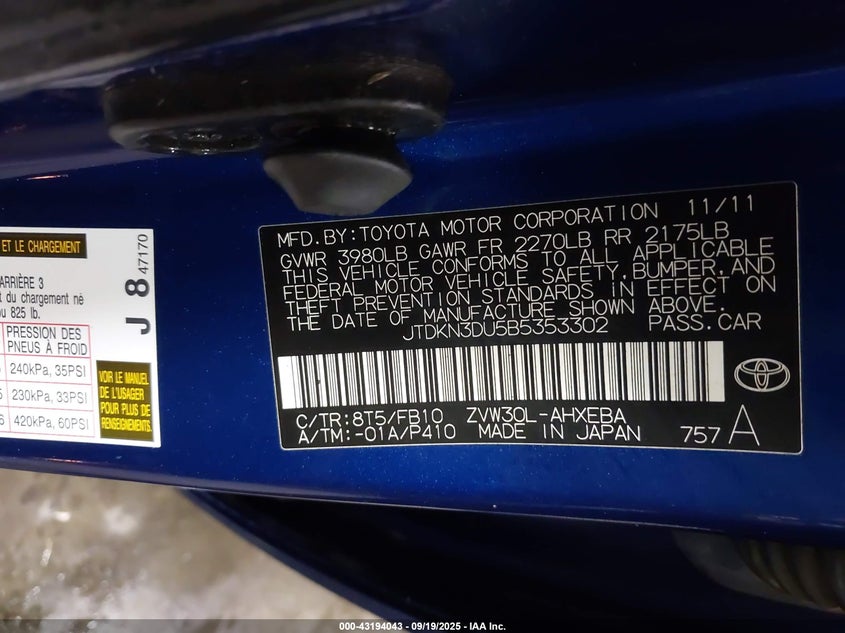 ET LE CHARGEMENT
ARRIÈRE 3
t du chargement ne
ou 825 lb.
PRESSION DES
PNEUS À FROID
240kPa, 35PSI
230kPa, 33PSI
420kPa, 60PSI
J 8 47170
VOIR LE MANUEL
DE L'USAGER
POUR PLUS DE
RENSEIGNEMENTS
MFD.BY:TOYOTA MOTOR CORPORATION 11/11
GVWR 3980LB GAWR FR 2270LB RR 2175LB
THIS VEHICLE CONFORMS TO ALL APPLICABLE
FEDERAL MOTOR VEHICLE SAFETY,BUMPER,AND
THEFT PREVENTION STANDARDS IN EFFECT ON
THE DATE OF MANUFACTURE SHOWN ABOVE.
JTDKN3DU5B5353302 PASS.CAR
C/TR:8T5/FB10 ZVW30L-AHXEBA
A/TM:-01A/P410 MADE IN JAPAN 757 A
000-43194043 - 09/19/2025 - IAA Inc.